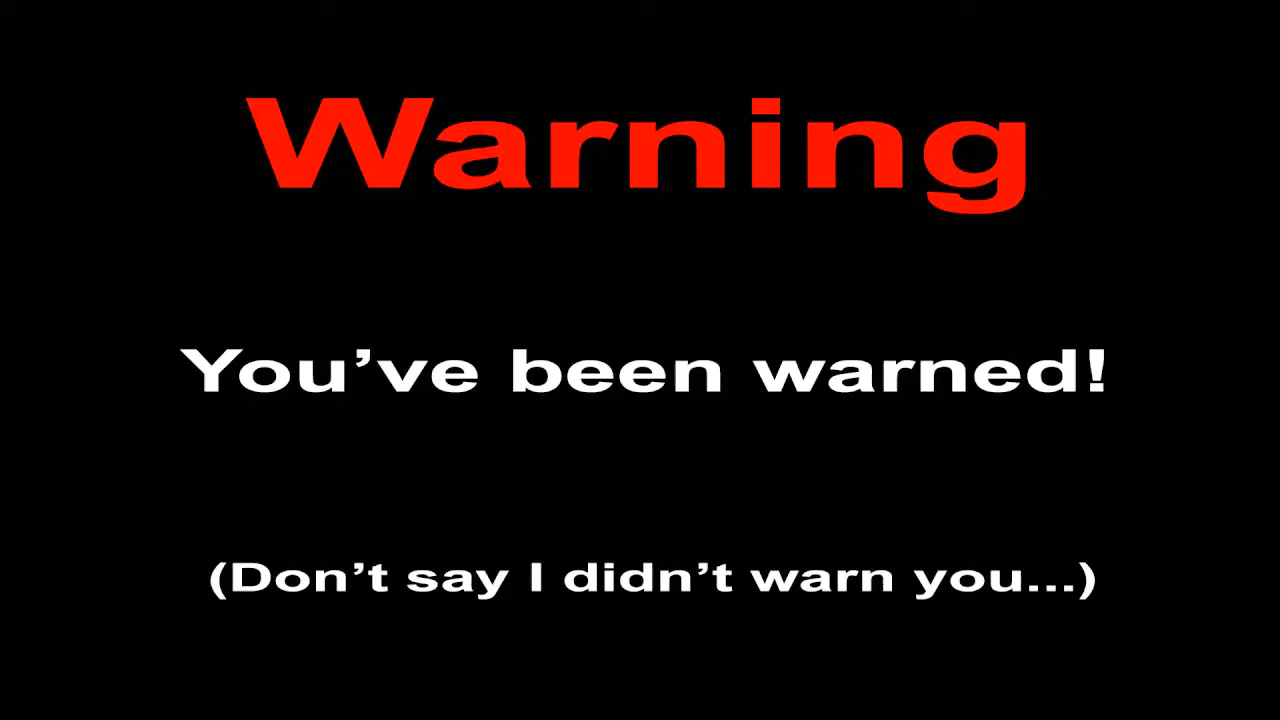 Warning
You’ve been warned!
(Don’t say I didn’t warn you...)